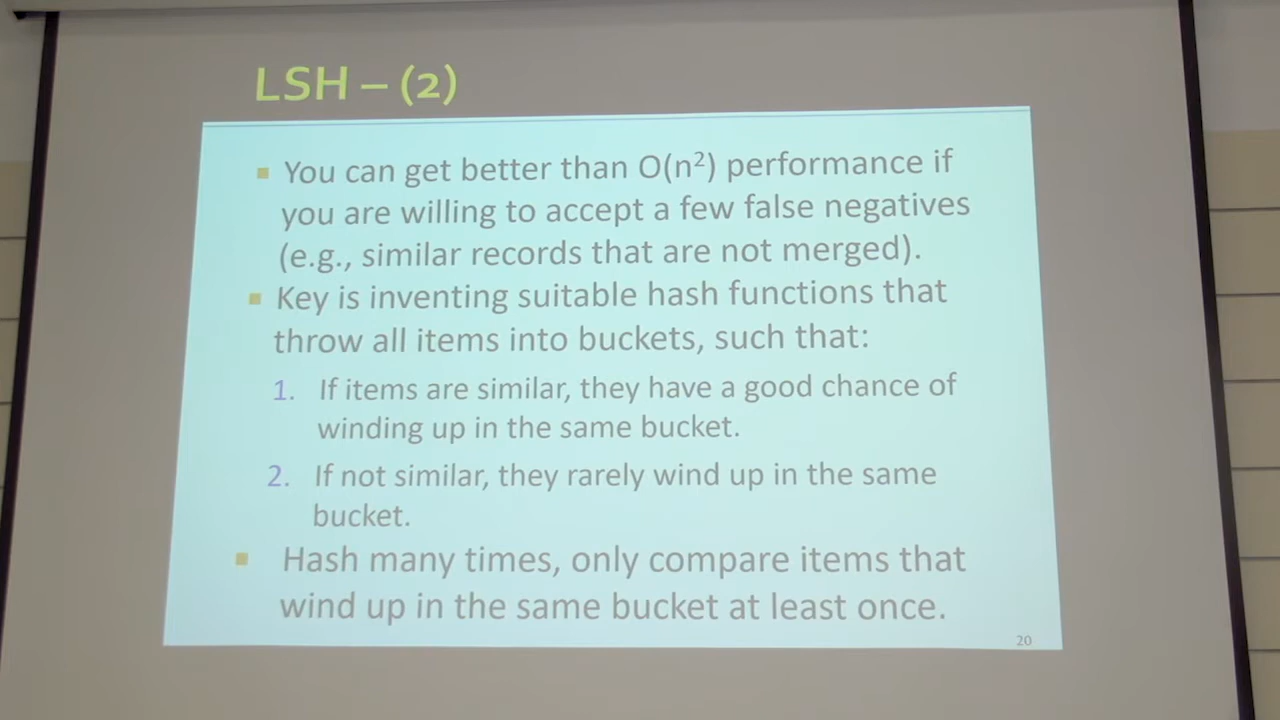 LSH – (2)
You can get better than O(n²) performance if
you are willing to accept a few false negatives
(e.g., similar records that are not merged).
Key is inventing suitable hash functions that
throw all items into buckets, such that:
1. If items are similar, they have a good chance of
winding up in the same bucket.
2. If not similar, they rarely wind up in the same
bucket.
Hash many times, only compare items that
wind up in the same bucket at least once.
20